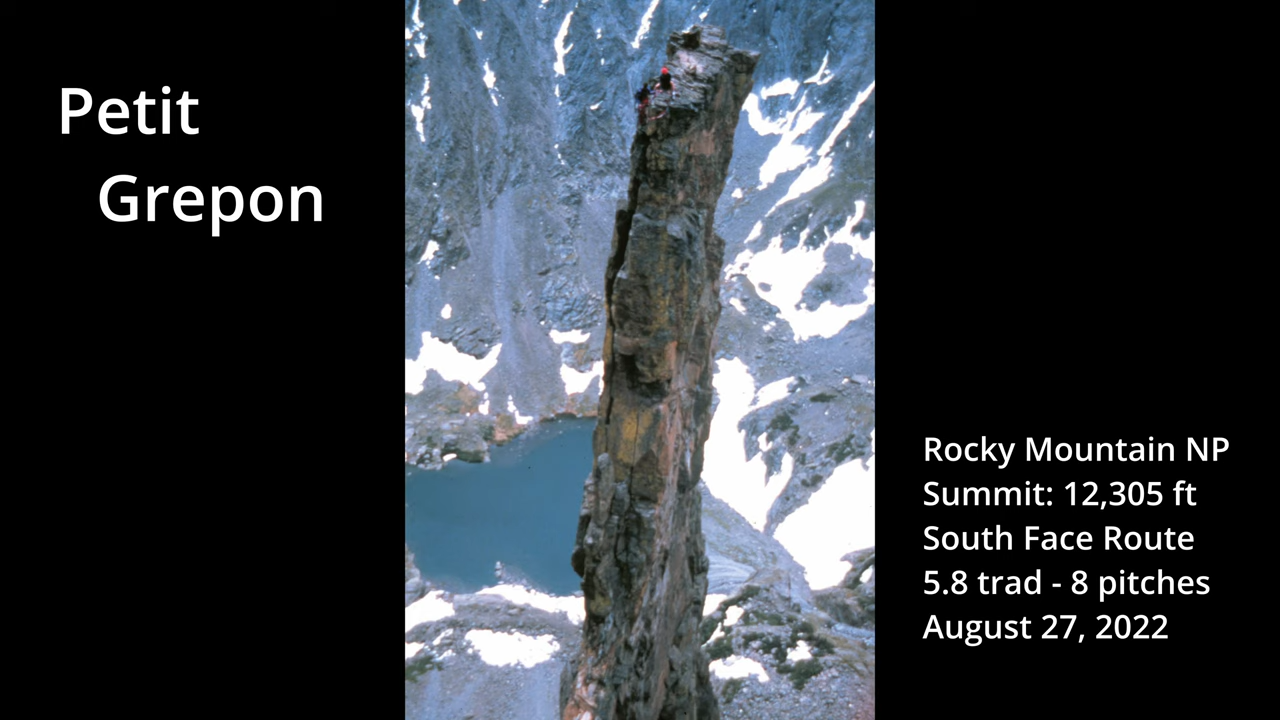 Petit
Grepon
Rocky Mountain NP
Summit: 12,305 ft
South Face Route
5.8 trad - 8 pitches
August 27, 2022